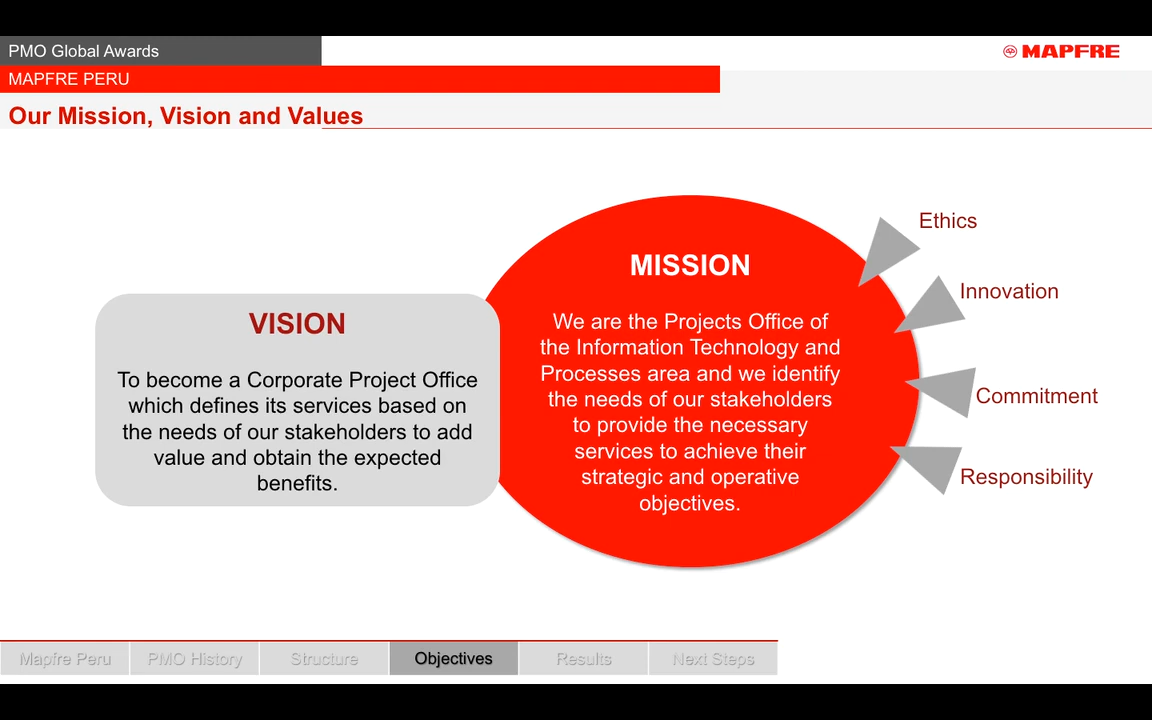 PMO Global Awards
MAPFRE
MAPFRE PERU
Our Mission, Vision and Values
VISION
To become a Corporate Project Office
which defines its services based on
the needs of our stakeholders to add
value and obtain the expected
benefits.
MISSION
We are the Projects Office of
the Information Technology and
Processes area and we identify
the needs of our stakeholders
to provide the necessary
services to achieve their
strategic and operative
objectives.
Ethics
Innovation
Commitment
Responsibility
Mapfre Peru
PMO History
Structure
Objectives
Results
Next Steps